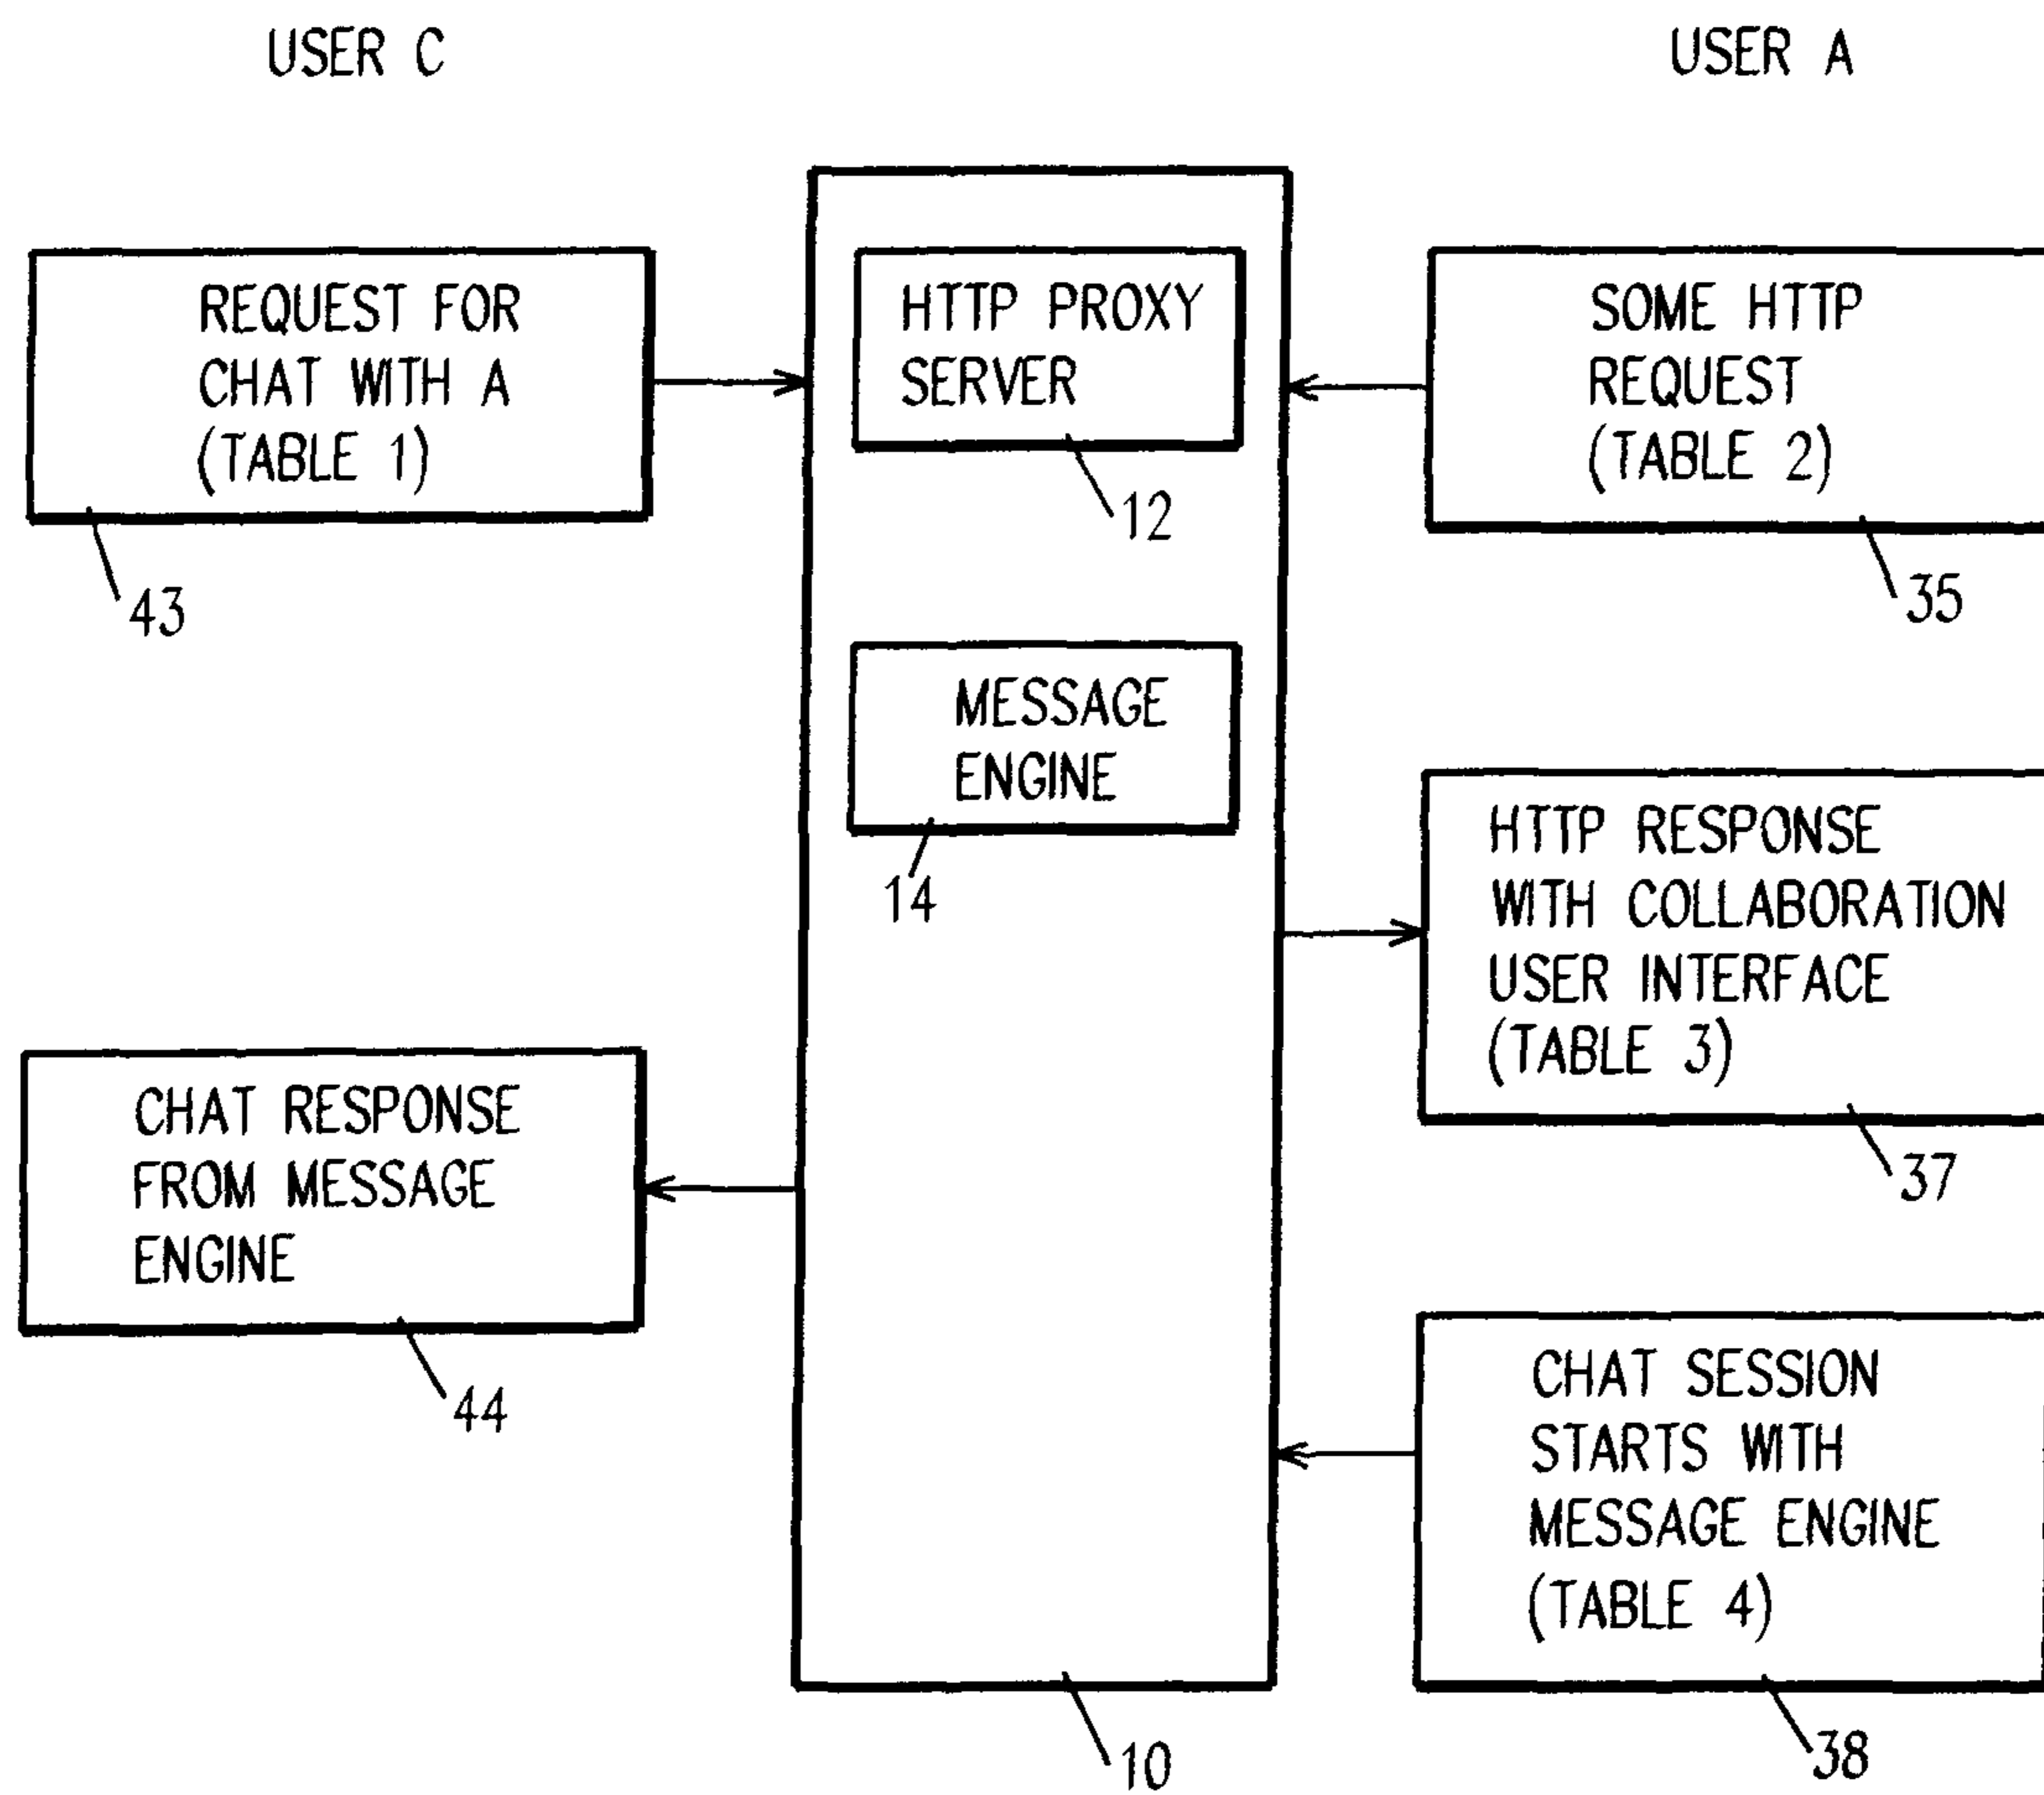 USER C
USER A
REQUEST FOR
CHAT WITH A
(TABLE 1)
43
HTTP PROXY
SERVER
12
SOME HTTP
REQUEST
(TABLE 2)
35
MESSAGE
ENGINE
14
HTTP RESPONSE
WITH COLLABORATION
USER INTERFACE
(TABLE 3)
37
CHAT RESPONSE
FROM MESSAGE
ENGINE
44
CHAT SESSION
STARTS WITH
MESSAGE ENGINE
(TABLE 4)
38
10